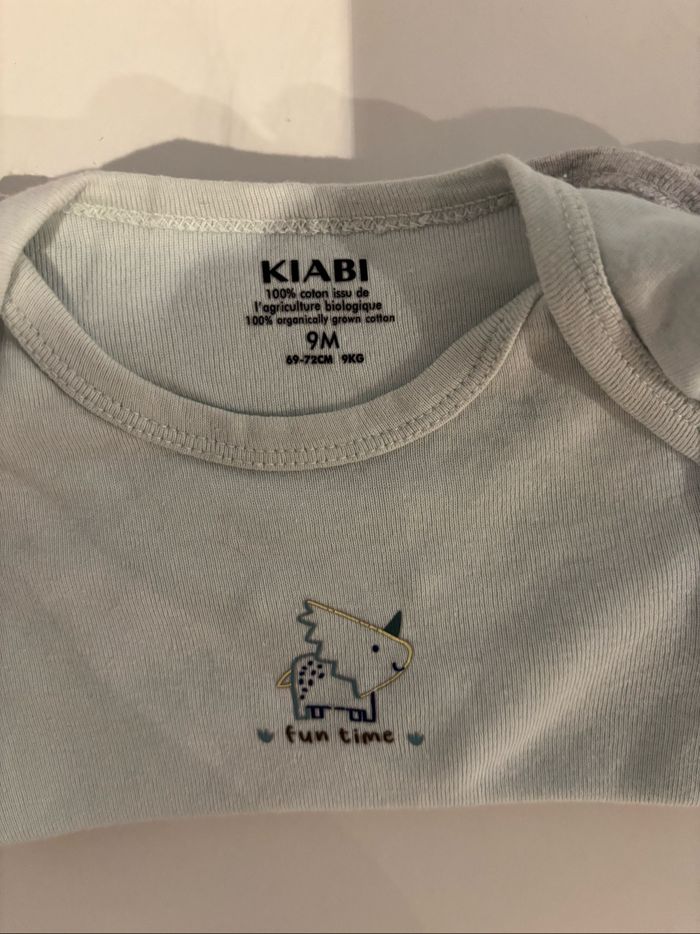 KIABI
100% coton issu de
l'agriculture biologique
100% organically grown cotton
9M
69-72CM 9KG
fun time